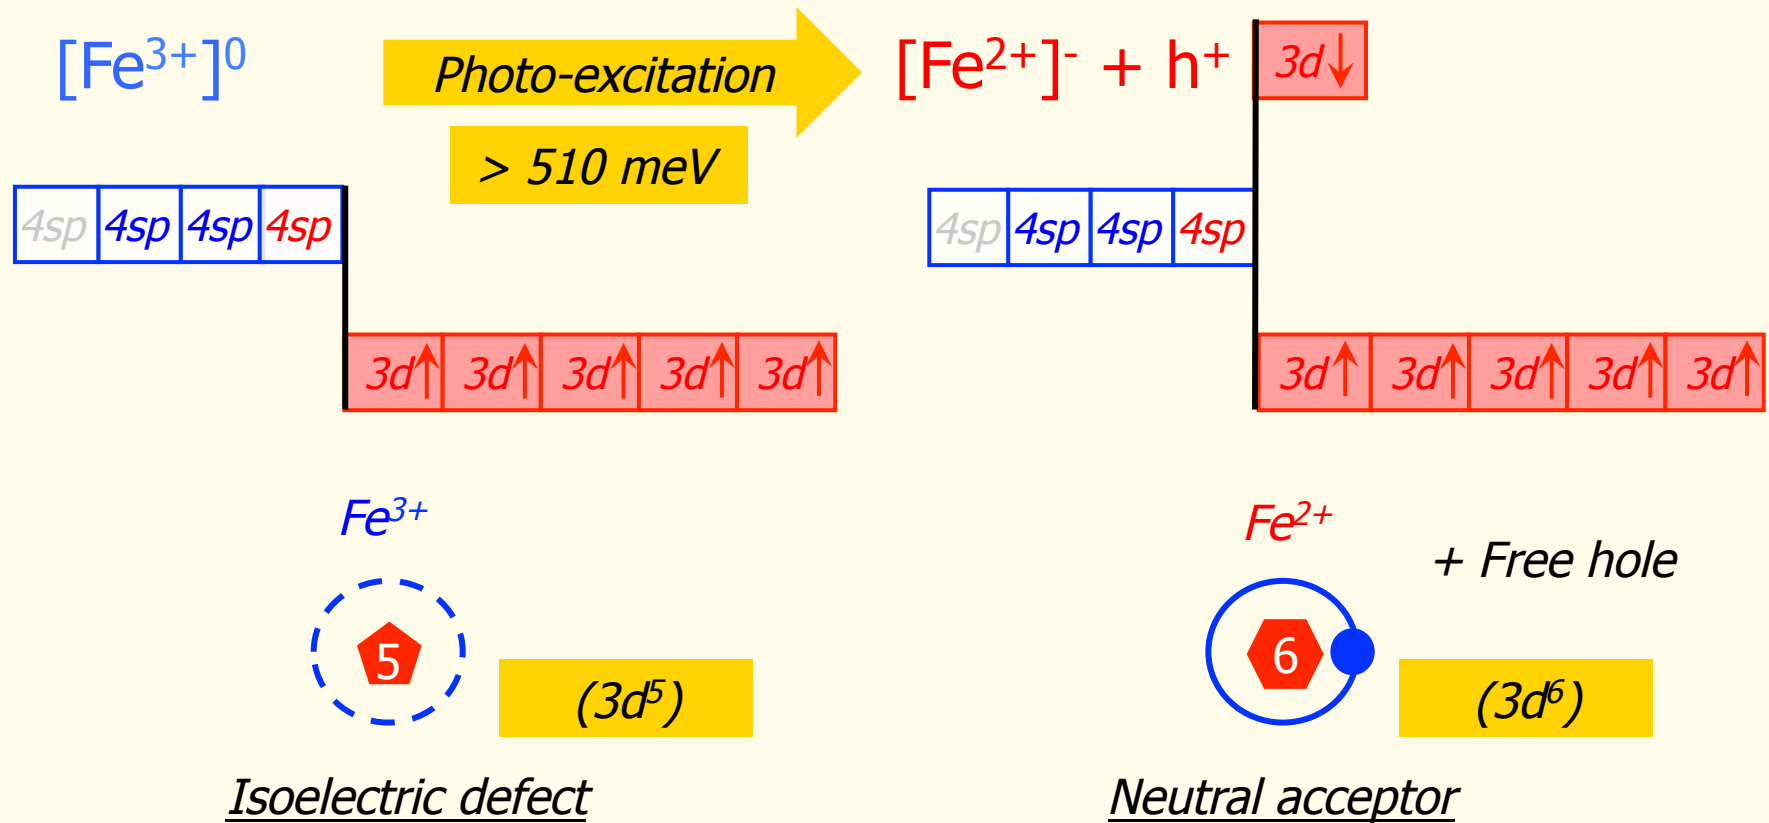 [Fe³⁺]⁰
Photo-excitation
> 510 meV
[Fe²⁺]⁻ + h⁺
3d↓
4sp 4sp 4sp 4sp
3d↑ 3d↑ 3d↑ 3d↑ 3d↑
4sp 4sp 4sp 4sp
3d↑ 3d↑ 3d↑ 3d↑ 3d↑
Fe³⁺
5
(3d⁵)
Isoelectric defect
Fe²⁺
+ Free hole
6
(3d⁶)
Neutral acceptor